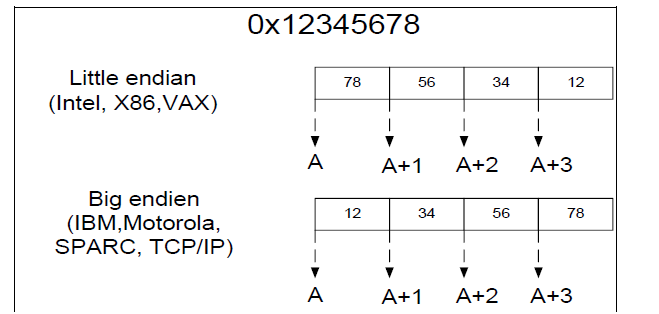 0x12345678
Little endian
(Intel, X86,VAX)
78 56 34 12
A A+1 A+2 A+3
Big endien
(IBM,Motorola,
SPARC, TCP/IP)
12 34 56 78
A A+1 A+2 A+3